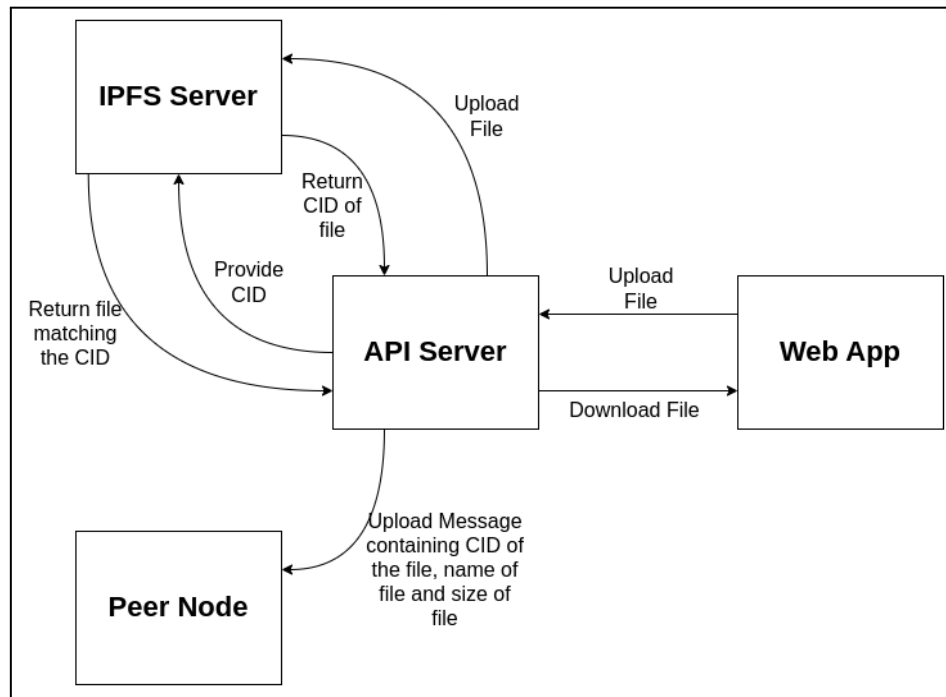 IPFS Server
Upload
File
Return
CID of
file
Provide
CID
Return file
matching
the CID
Upload
File
API Server
Web App
Download File
Upload Message
containing CID of
the file, name of
file and size of
file
Peer Node